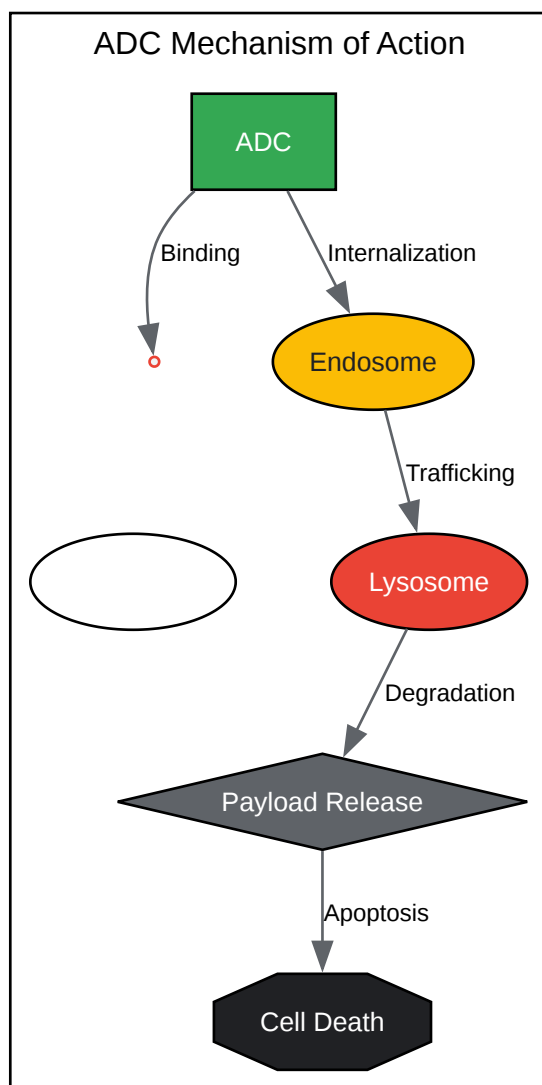 ADC Mechanism of Action
ADC
Binding
Internalization
Endosome
Trafficking
Lysosome
Degradation
Payload Release
Apoptosis
Cell Death